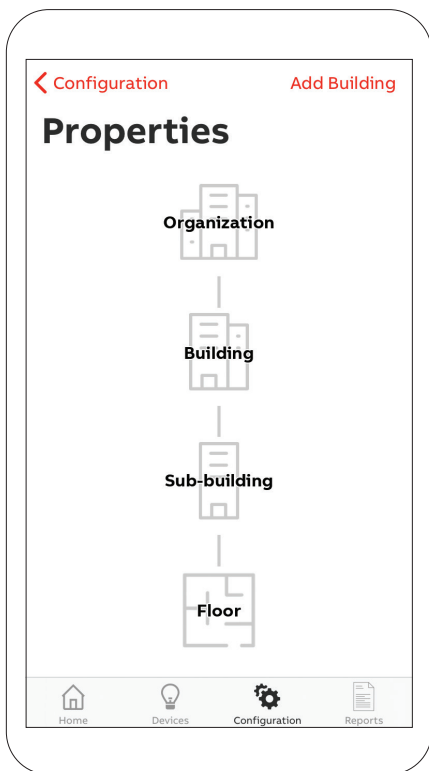 Configuration Add Building
Properties
Organization
Building
Sub-building
Floor
Home Devices Configuration Reports